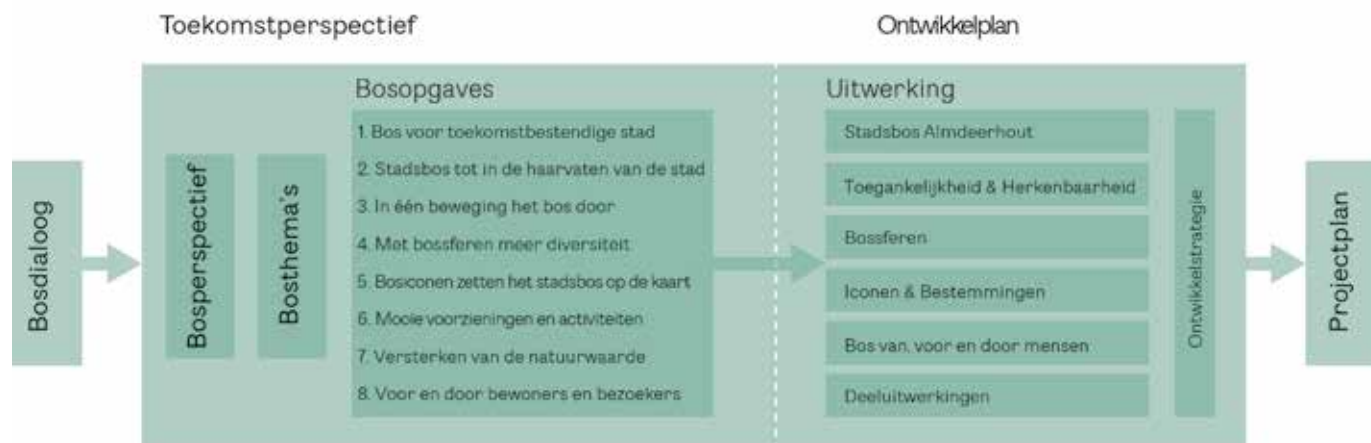 Toekomstperspectief
Ontwikkelplan
Bosdialoog
Bosperspectief
Bosthema's
Bosopgaves
1. Bos voor toekomstbestendige stad
2. Stadsbos tot in de haarvaten van de stad
3. In één beweging het bos door
4. Met bossferen meer diversiteit
5. Bosiconen zetten het stadsbos op de kaart
6. Mooie voorzieningen en activiteiten
7. Versterken van de natuurwaarde
8. Voor en door bewoners en bezoekers
Uitwerking
Stadsbos Almdeerhout
Toegankelijkheid & Herkenbaarheid
Bossferen
Iconen & Bestemmingen
Bos van, voor en door mensen
Deeluitwerkingen
Ontwikkelstrategie
Projectplan